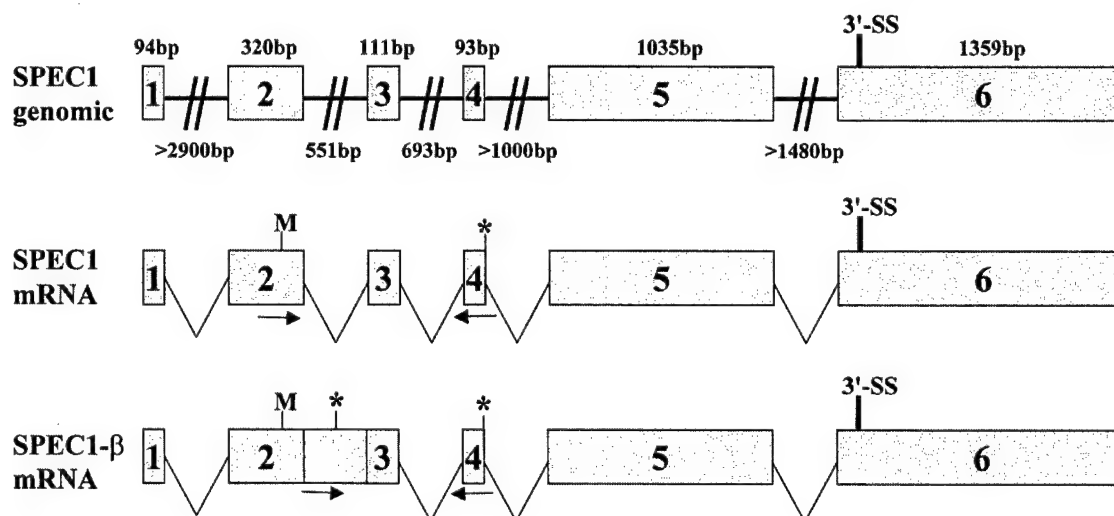 3'-SS
94bp 320bp 111bp 93bp 1035bp 1359bp
SPEC1 genomic
1 2 3 4 5 6
>2900bp 551bp 693bp >1000bp >1480bp
M * 3'-SS
SPEC1 mRNA
1 2 3 4 5 6
M * * 3'-SS
SPEC1-β mRNA
1 2 3 4 5 6